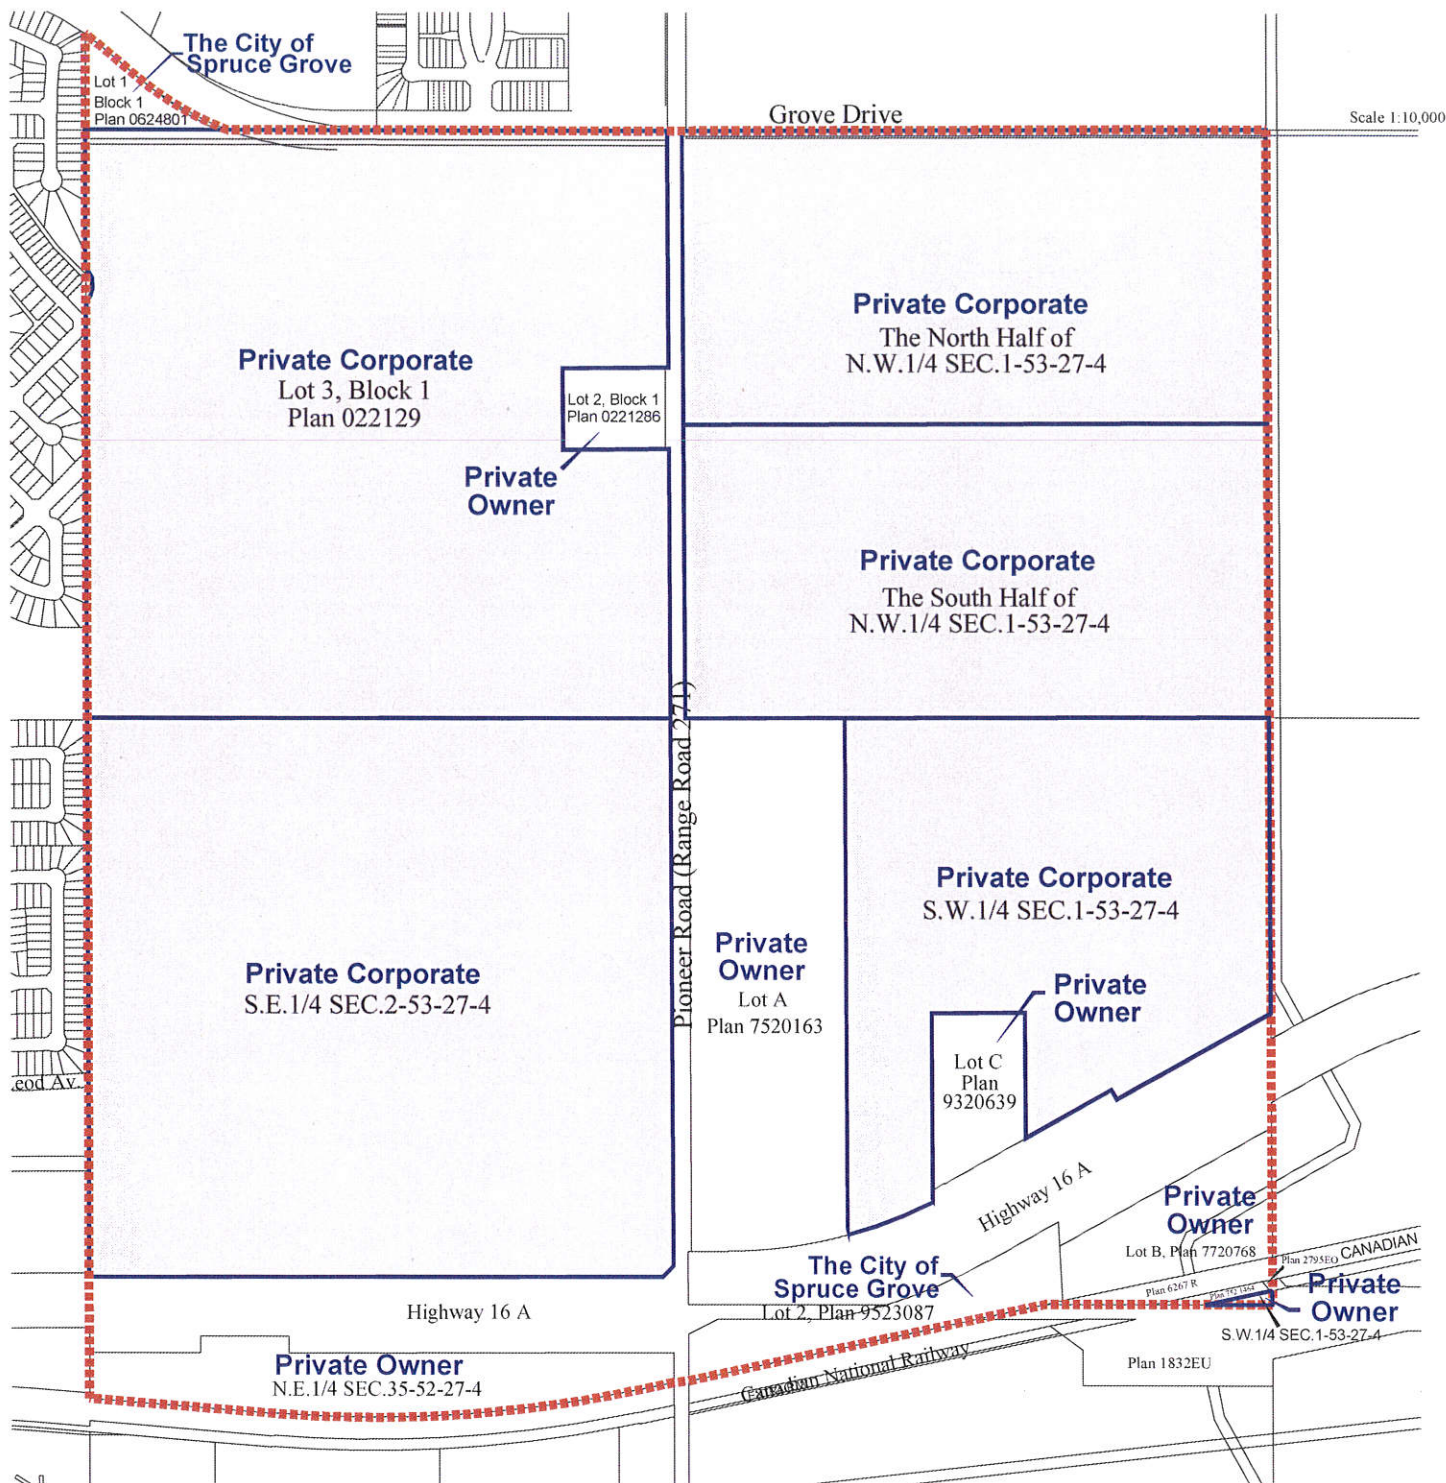 The City of
Spruce Grove
Lot 1
Block 1
Plan 0624801
Grove Drive
Scale 1:10,000
Private Corporate
The North Half of
N.W.1/4 SEC.1-53-27-4
Private Corporate
Lot 3, Block 1
Plan 022129
Lot 2, Block 1
Plan 0221286
Private
Owner
Private Corporate
The South Half of
N.W.1/4 SEC.1-53-27-4
Pioneer Road (Range Road 271)
Private Corporate
S.W.1/4 SEC.1-53-27-4
Private
Owner
Lot A
Plan 7520163
Private Corporate
S.E.1/4 SEC.2-53-27-4
Private
Owner
Lot C
Plan
9320639
eod Av.
Highway 16 A
Private
Owner
Lot B, Plan 7720768
The City of
Spruce Grove
Lot 2, Plan 9523087
Plan 6267 R
Plan 2795EO
CANADIAN
Plan 782 1464
Private
Owner
S.W.1/4 SEC.1-53-27-4
Highway 16 A
Plan 1832EU
Canadian National Railway
Private Owner
N.E.1/4 SEC.35-52-27-4